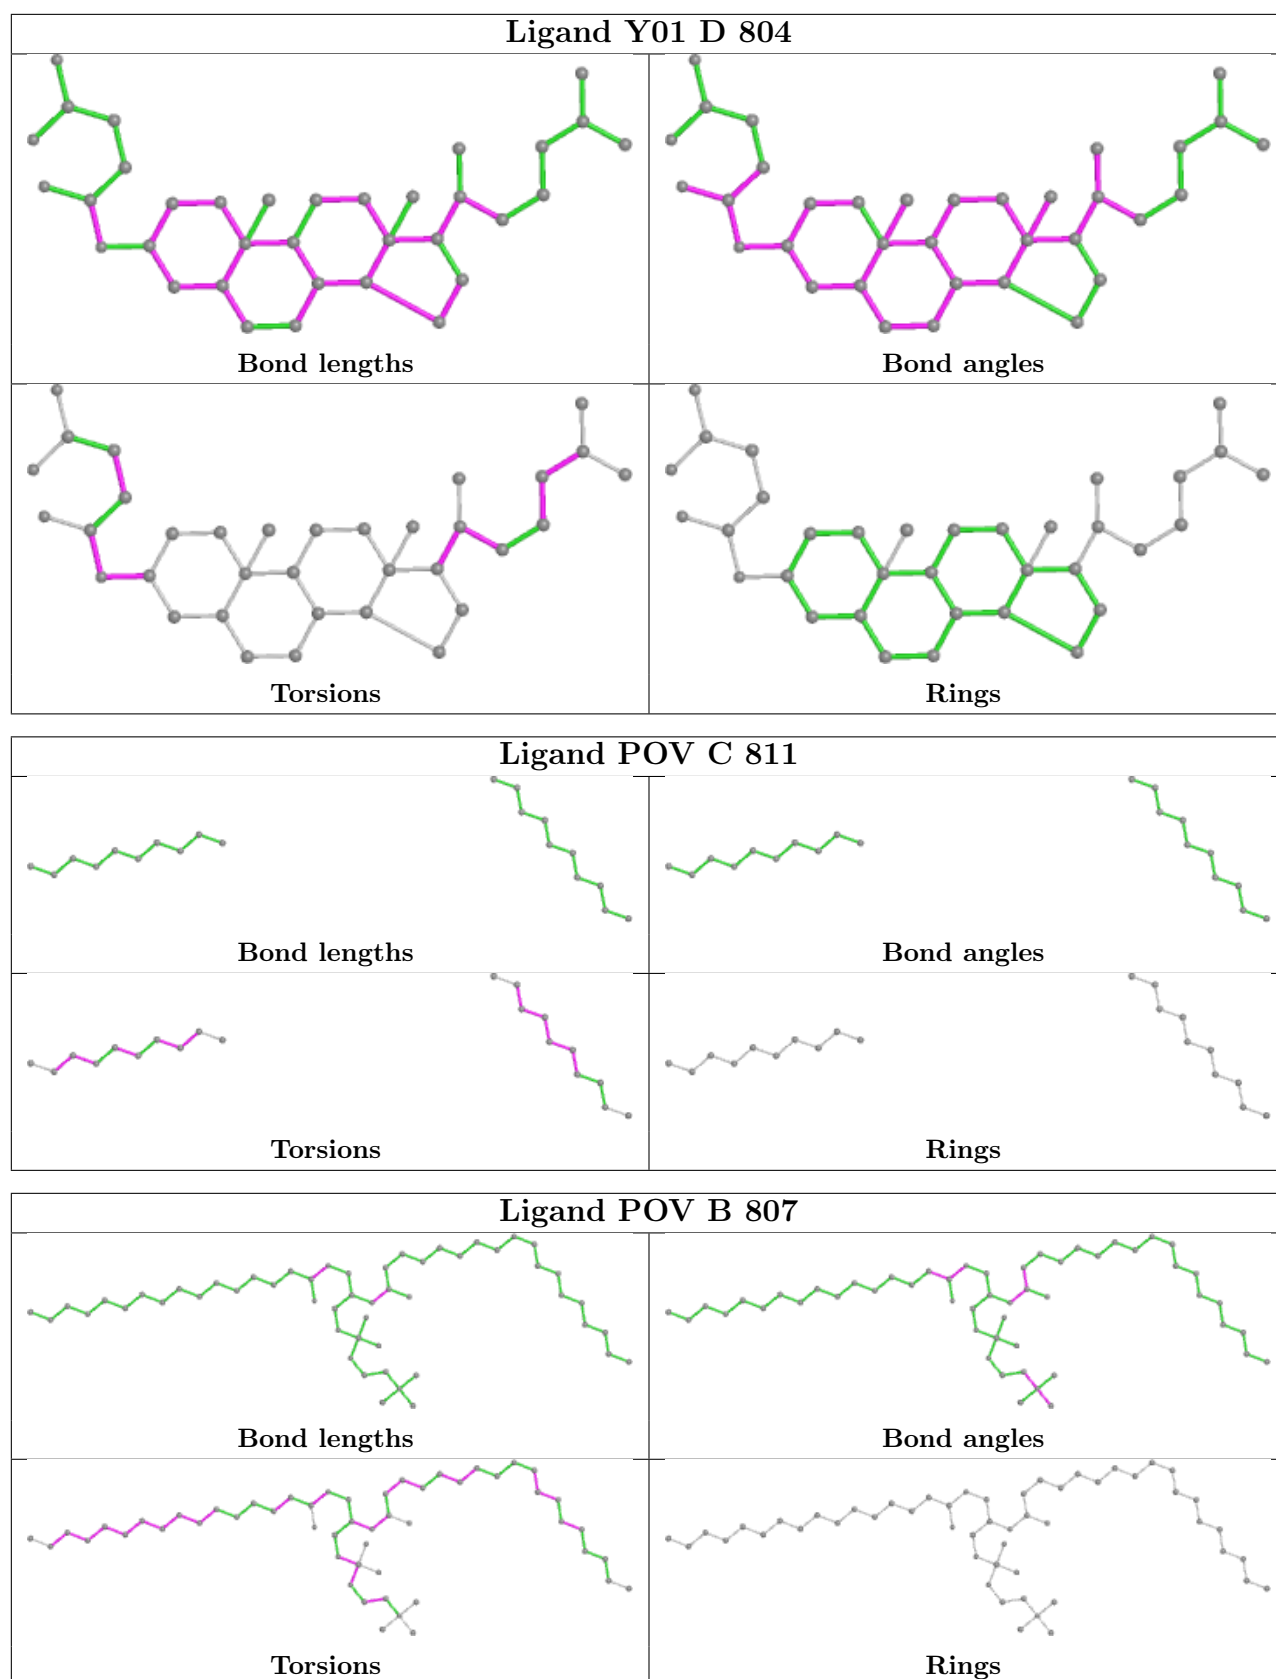 Ligand Y01 D 804
Bond lengths
Bond angles
Torsions
Rings
Ligand POV C 811
Bond lengths
Bond angles
Torsions
Rings
Ligand POV B 807
Bond lengths
Bond angles
Torsions
Rings